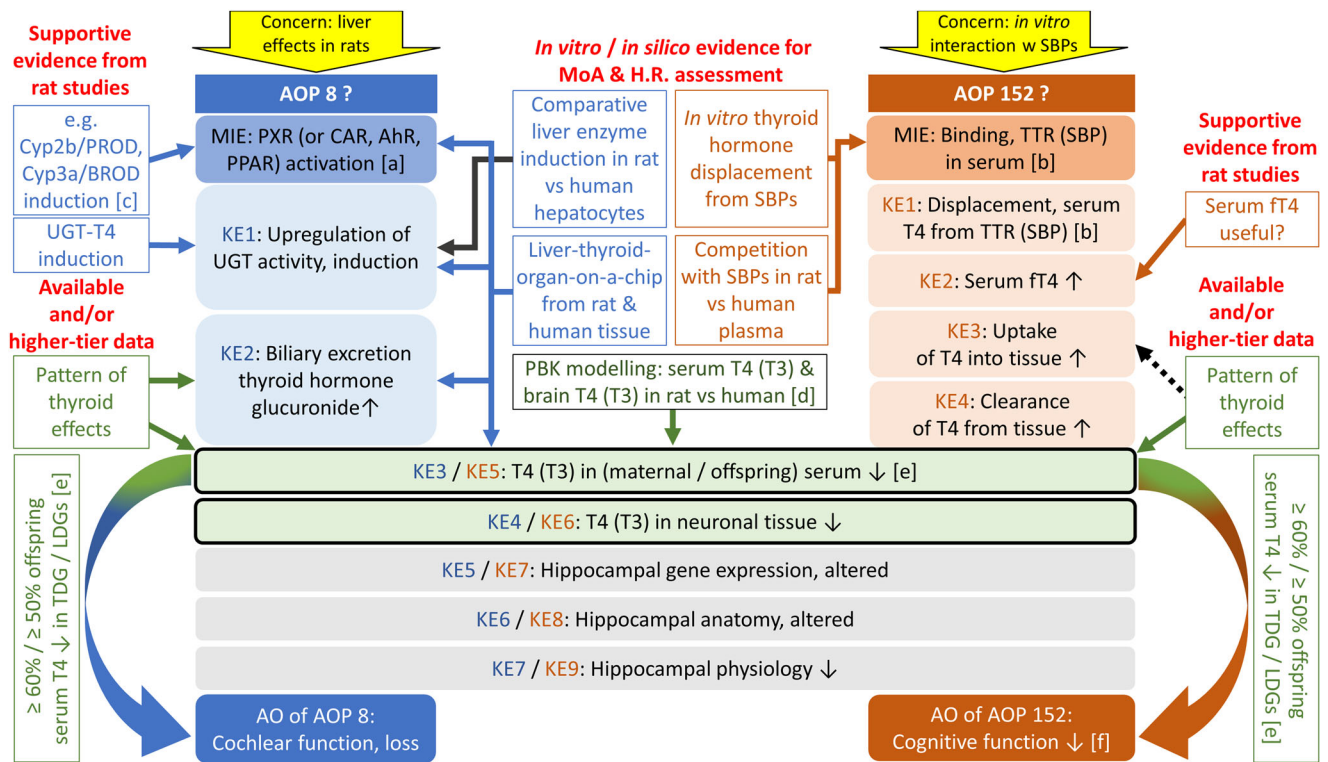 Concern: liver
effects in rats
Concern: in vitro
interaction w SBPs
Supportive
evidence from
rat studies
In vitro / in silico evidence for
MoA & H.R. assessment
AOP 8 ?
AOP 152 ?
e.g.
Cyp2b/PROD,
Cyp3a/BROD
induction [c]
MIE: PXR (or CAR, AhR,
PPAR) activation [a]
Comparative
liver enzyme
induction in rat
vs human
hepatocytes
In vitro thyroid
hormone
displacement
from SBPs
MIE: Binding, TTR (SBP)
in serum [b]
Supportive
evidence from
rat studies
UGT-T4
induction
KE1: Upregulation of
UGT activity, induction
KE1: Displacement, serum
T4 from TTR (SBP) [b]
Serum fT4
useful?
Liver-thyroid-
organ-on-a-chip
from rat &
human tissue
Competition
with SBPs in rat
vs human
plasma
KE2: Serum fT4 ↑
Available
and/or
higher-tier data
Available
and/or
higher-tier data
KE2: Biliary excretion
thyroid hormone
glucuronide↑
KE3: Uptake
of T4 into tissue ↑
Pattern of
thyroid
effects
PBK modelling: serum T4 (T3) &
brain T4 (T3) in rat vs human [d]
KE4: Clearance
of T4 from tissue ↑
Pattern of
thyroid
effects
KE3 / KE5: T4 (T3) in (maternal / offspring) serum ↓ [e]
KE4 / KE6: T4 (T3) in neuronal tissue ↓
KE5 / KE7: Hippocampal gene expression, altered
KE6 / KE8: Hippocampal anatomy, altered
KE7 / KE9: Hippocampal physiology ↓
≥ 60% / ≥ 50% offspring
serum T4 ↓ in TDG / LDGs [e]
≥ 60% / ≥ 50% offspring
serum T4 ↓ in TDG / LDGs
[e]
AO of AOP 8:
Cochlear function, loss
AO of AOP 152:
Cognitive function ↓ [f]